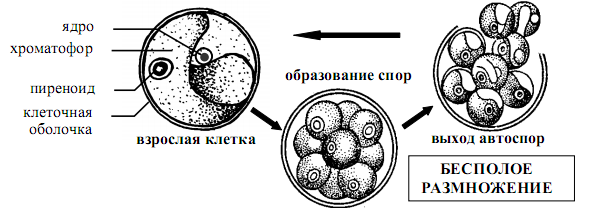 ядро
хроматофор
пиреноид
клеточная
оболочка
взрослая клетка
образование спор
выход автоспор
БЕСПОЛОЕ
РАЗМНОЖЕНИЕ